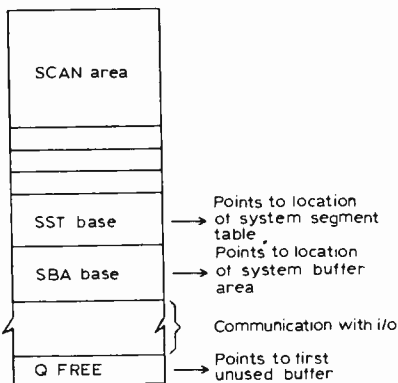 SCAN area
SST base
Points to location
of system segment
table
SBA base
Points to location
of system buffer
area
Communication with i/o
Q FREE
Points to first
unused buffer